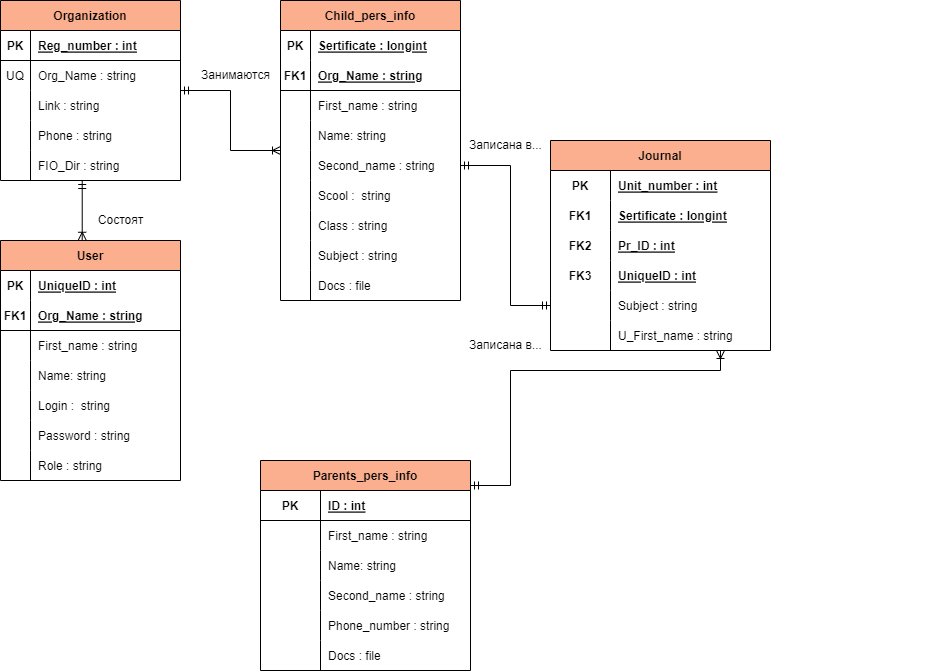 Organization
PK Reg_number : int
UQ Org_Name : string
Link : string
Phone : string
FIO_Dir : string
Занимаются
Состоят
Child_pers_info
PK Sertificate : longint
FK1 Org_Name : string
First_name : string
Name: string
Second_name : string
Scool : string
Class : string
Subject : string
Docs : file
Записана в...
Journal
PK Unit_number : int
FK1 Sertificate : longint
FK2 Pr_ID : int
FK3 UniqueID : int
Subject : string
U_First_name : string
Записана в...
User
PK UniqueID : int
FK1 Org_Name : string
First_name : string
Name: string
Login : string
Password : string
Role : string
Parents_pers_info
PK ID : int
First_name : string
Name: string
Second_name : string
Phone_number : string
Docs : file